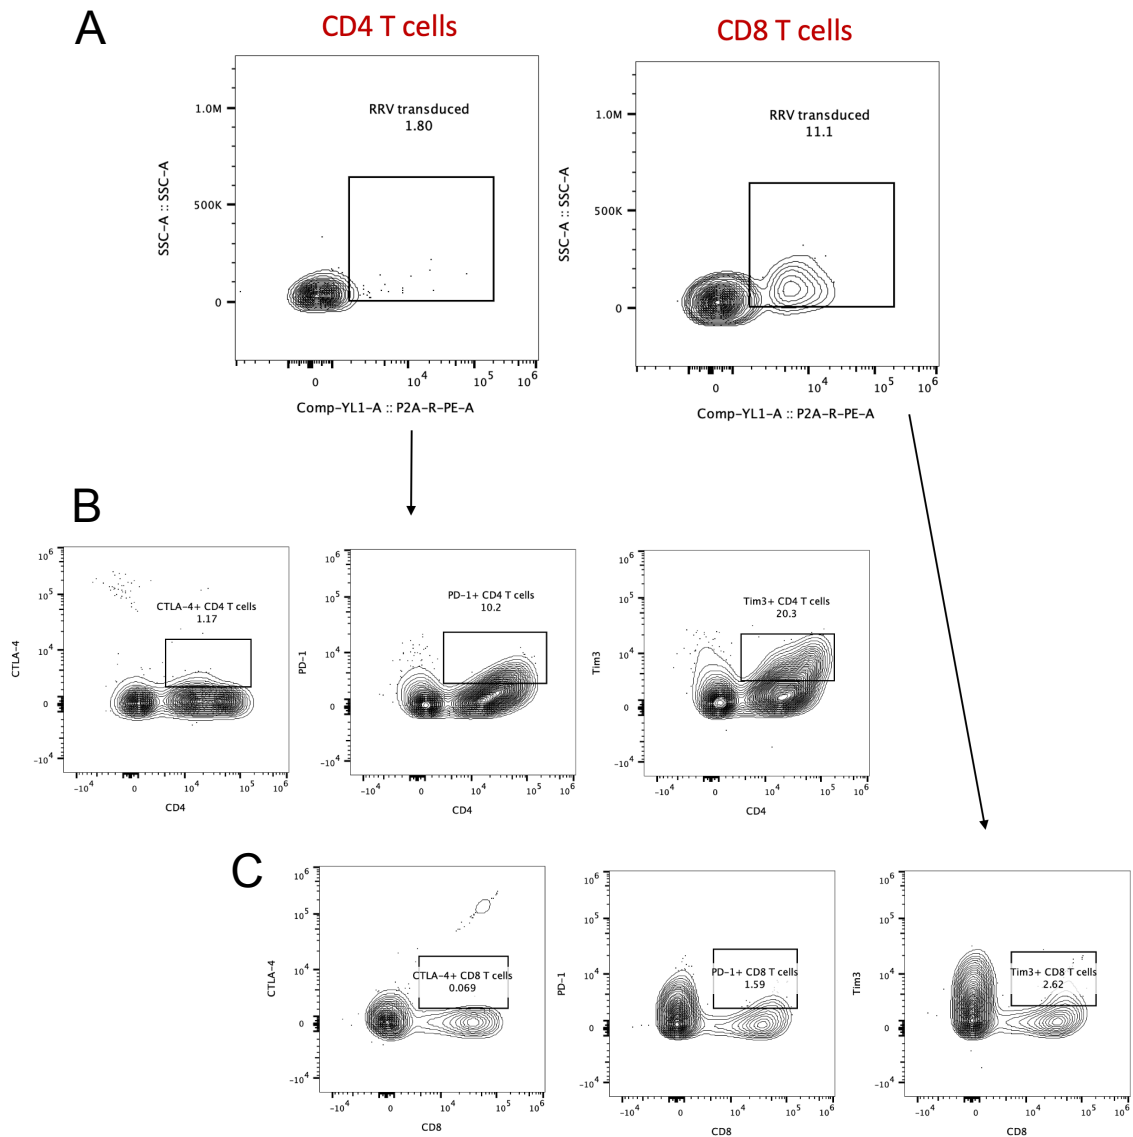 A
CD4 T cells
CD8 T cells
RRV transduced
1.80
1.0M
500K
0
SSC-A :: SSC-A
0
10^4
10^5
10^6
Comp-YL1-A :: P2A-R-PE-A
RRV transduced
11.1
1.0M
500K
0
SSC-A :: SSC-A
0
10^4
10^5
10^6
Comp-YL1-A :: P2A-R-PE-A
B
CTLA-4+ CD4 T cells
1.17
10^6
10^5
10^4
0
-10^4
CTLA-4
-10^4
0
10^4
10^5
10^6
CD4
PD-1+ CD4 T cells
10.2
10^6
10^5
10^4
0
-10^4
PD-1
-10^4
0
10^4
10^5
10^6
CD4
Tim3+ CD4 T cells
20.3
10^6
10^5
10^4
0
-10^4
Tim3
-10^4
0
10^4
10^5
10^6
CD4
C
CTLA-4+ CD8 T cells
0.069
10^6
10^5
10^4
0
-10^4
CTLA-4
-10^4
0
10^4
10^5
10^6
CD8
PD-1+ CD8 T cells
1.59
10^6
10^5
10^4
0
-10^4
PD-1
-10^4
0
10^4
10^5
10^6
CD8
Tim3+ CD8 T cells
2.62
10^6
10^5
10^4
0
-10^4
Tim3
-10^4
0
10^4
10^5
10^6
CD8